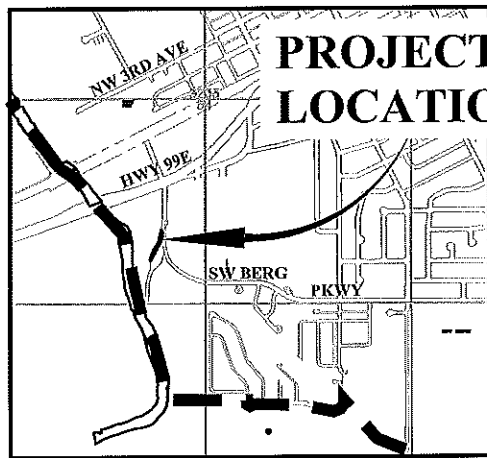 PROJECT
LOCATIO
NW 3RD AVE
HWY 99E
SW BERG
PKWY